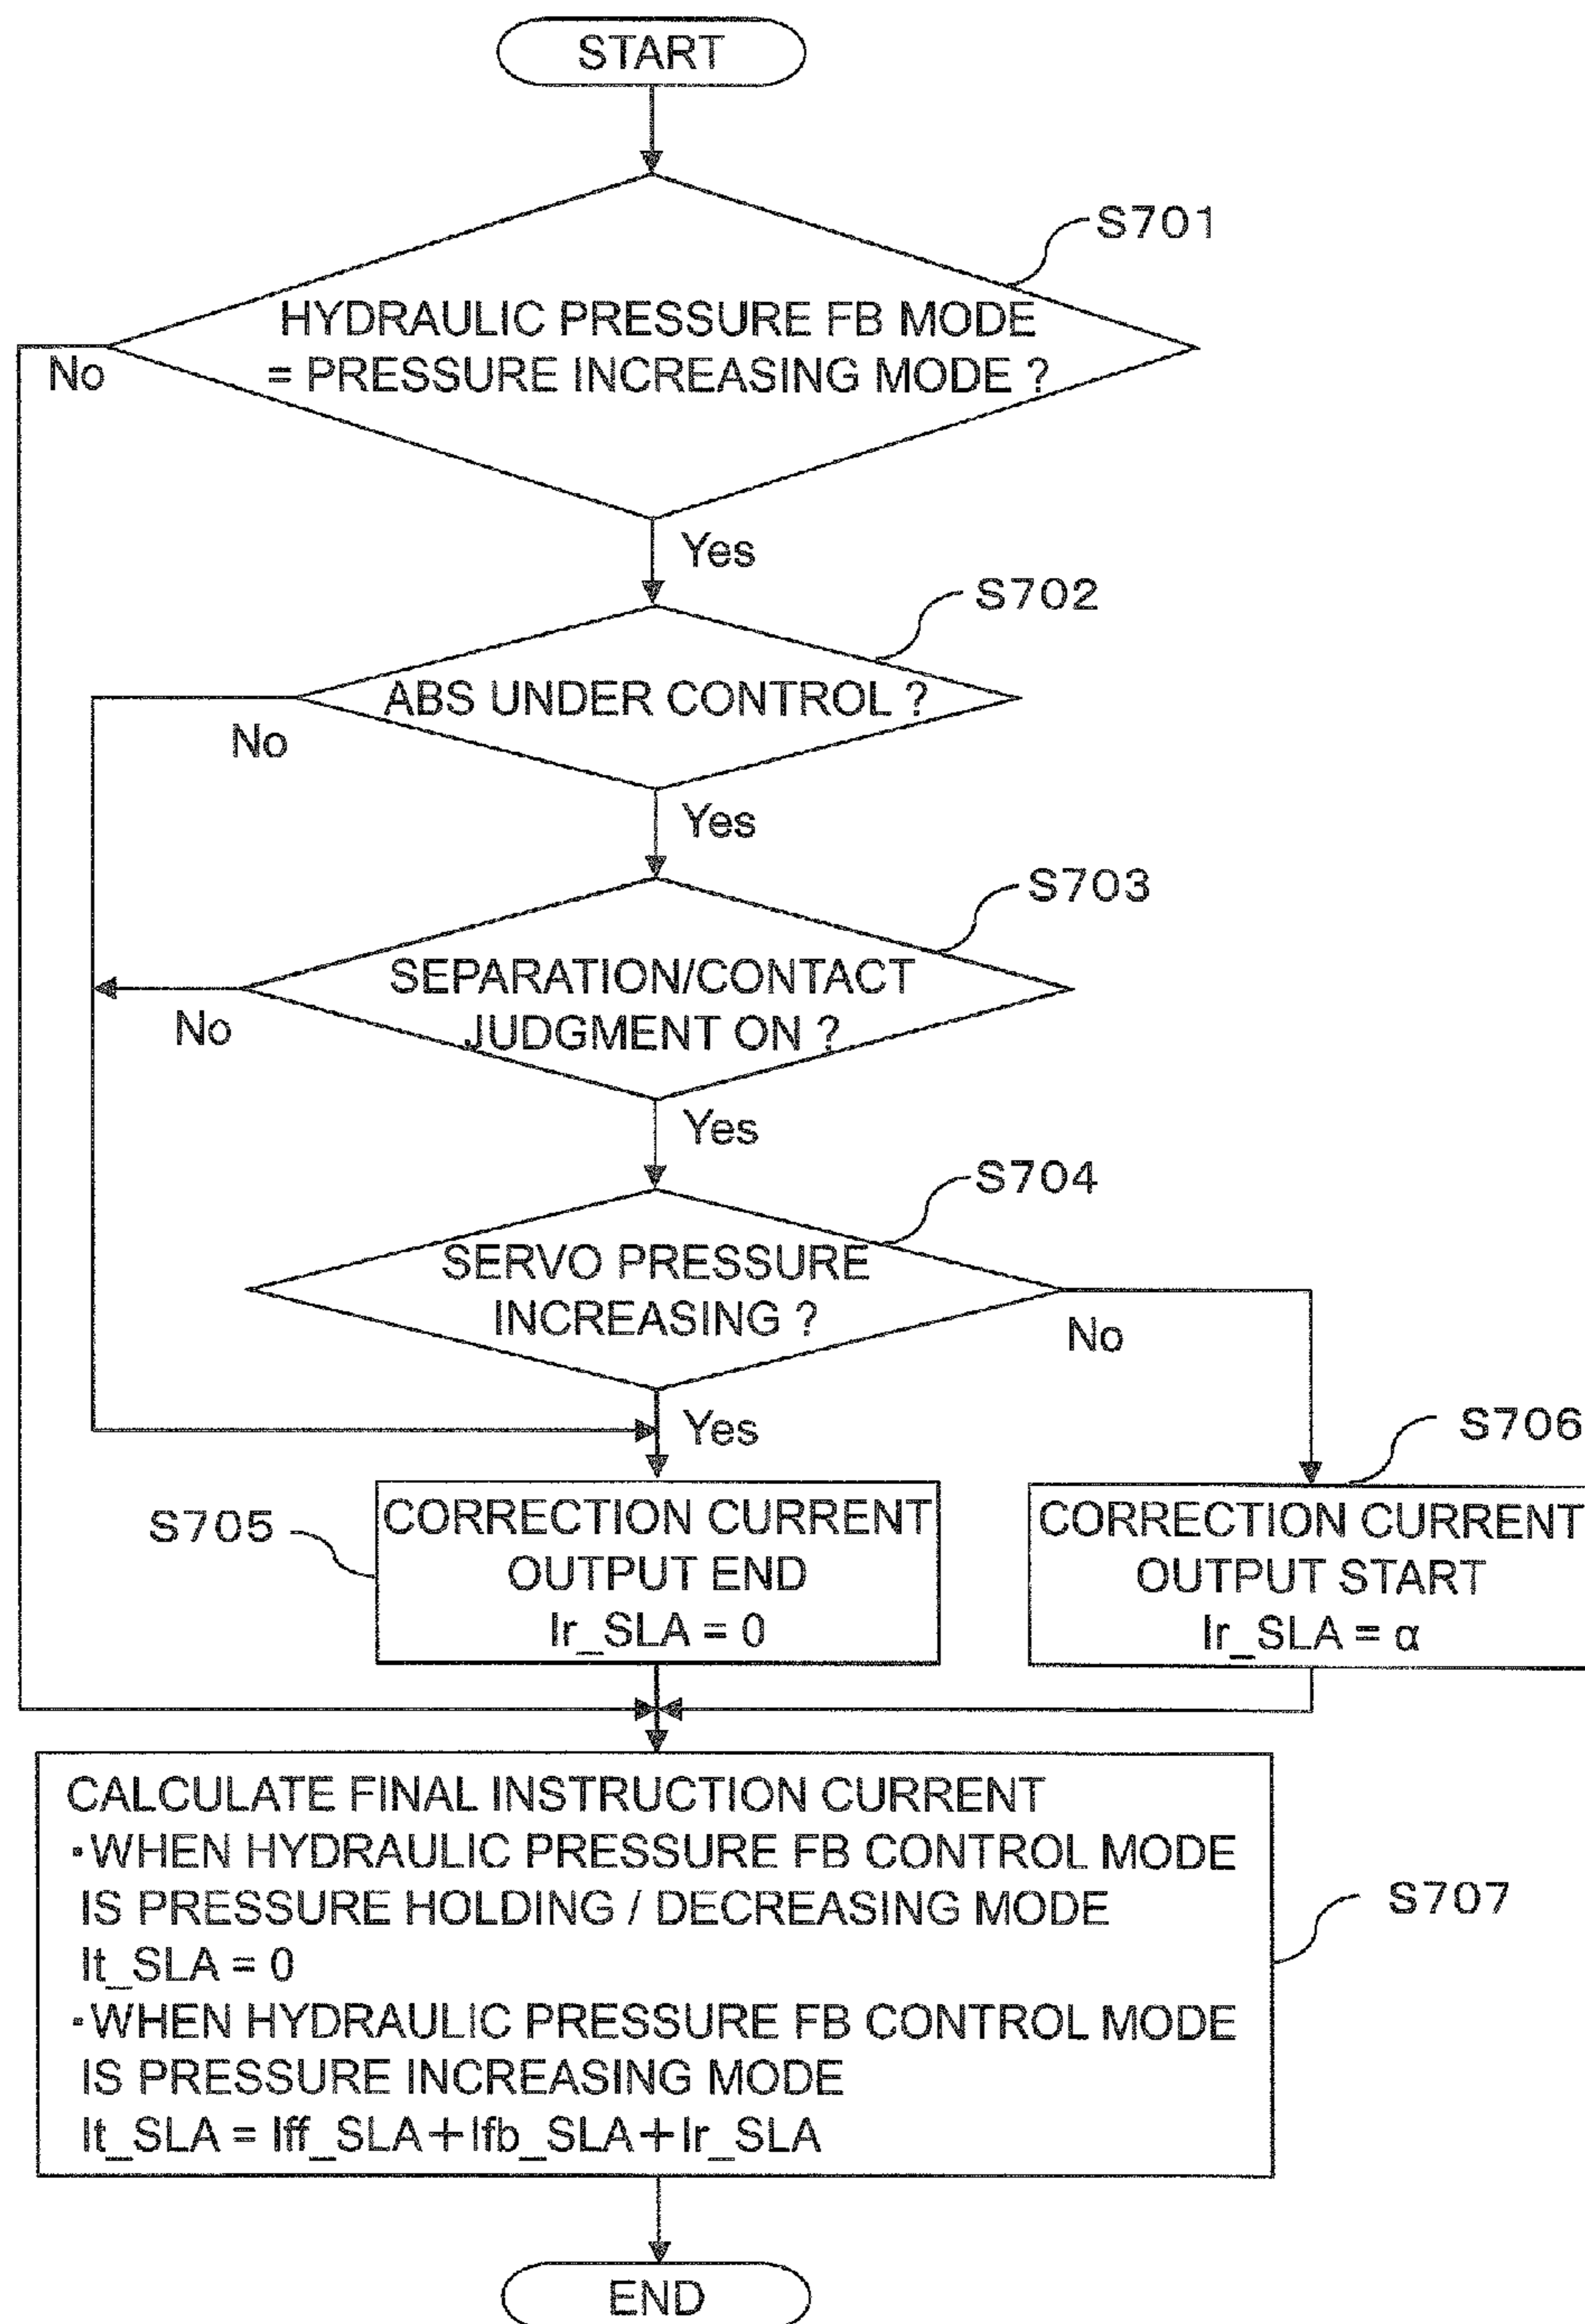 START
S701
HYDRAULIC PRESSURE FB MODE
= PRESSURE INCREASING MODE ?
No
Yes
S702
ABS UNDER CONTROL ?
No
Yes
S703
SEPARATION/CONTACT
JUDGMENT ON ?
No
Yes
S704
SERVO PRESSURE
INCREASING ?
No
Yes
S706
S705
CORRECTION CURRENT
OUTPUT END
Ir_SLA = 0
CORRECTION CURRENT
OUTPUT START
Ir_SLA = α
CALCULATE FINAL INSTRUCTION CURRENT
・WHEN HYDRAULIC PRESSURE FB CONTROL MODE
IS PRESSURE HOLDING / DECREASING MODE
It_SLA = 0
・WHEN HYDRAULIC PRESSURE FB CONTROL MODE
IS PRESSURE INCREASING MODE
It_SLA = Iff_SLA+Ifb_SLA+Ir_SLA
S707
END